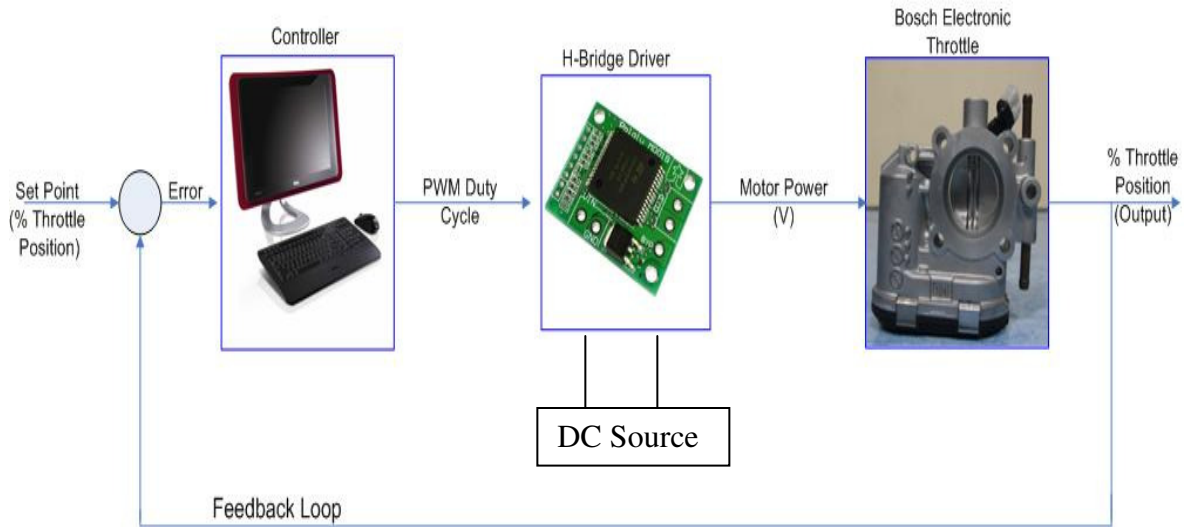 Controller
H-Bridge Driver
Bosch Electronic
Throttle
Set Point
(% Throttle
Position)
Error
PWM Duty
Cycle
Motor Power
(V)
% Throttle
Position
(Output)
DC Source
Feedback Loop